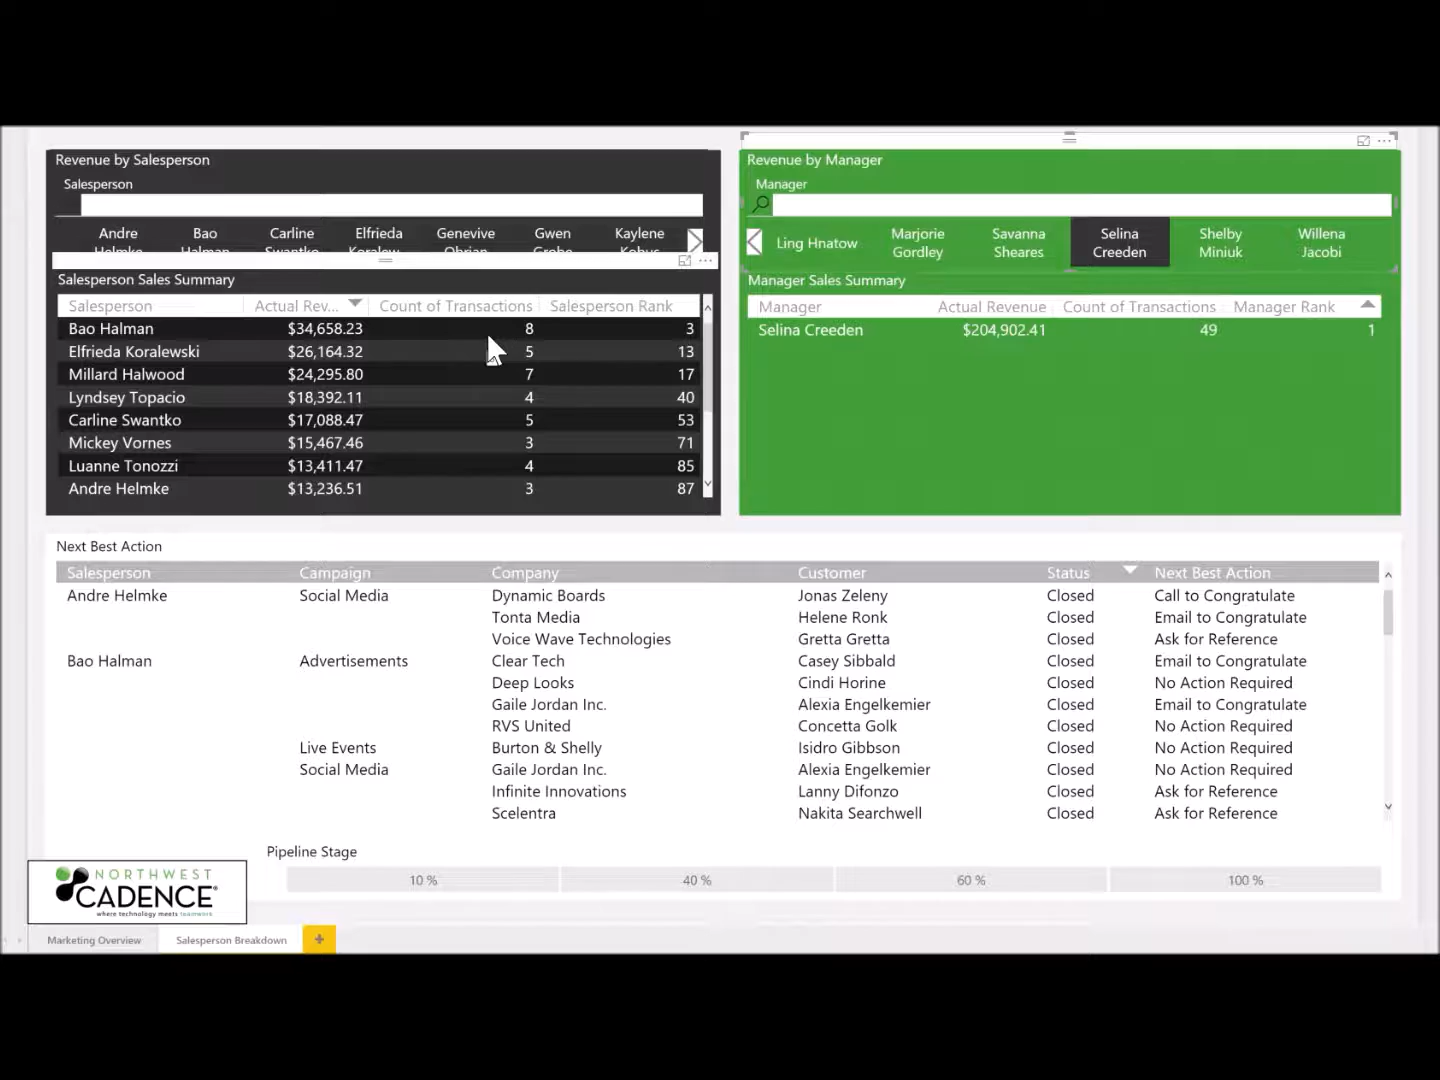 Revenue by Salesperson
Salesperson
Andre Helmke
Bao Halman
Carline Swantko
Elfrieda Koralew
Genevive Obrian
Gwen Grobe
Kaylene Kobus
Salesperson Sales Summary
Salesperson Actual Rev... Count of Transactions Salesperson Rank
Bao Halman $34,658.23 8 3
Elfrieda Koralewski $26,164.32 5 13
Millard Halwood $24,295.80 7 17
Lyndsey Topacio $18,392.11 4 40
Carline Swantko $17,088.47 5 53
Mickey Vornes $15,467.46 3 71
Luanne Tonozzi $13,411.47 4 85
Andre Helmke $13,236.51 3 87
Revenue by Manager
Manager
Ling Hnatow
Marjorie
Gordley
Savanna
Sheares
Selina
Creeden
Shelby
Miniuk
Willena
Jacobi
Manager Sales Summary
Manager Actual Revenue Count of Transactions Manager Rank
Selina Creeden $204,902.41 49 1
Next Best Action
Salesperson Campaign Company Customer Status Next Best Action
Andre Helmke Social Media Dynamic Boards Jonas Zeleny Closed Call to Congratulate
Tonta Media Helene Ronk Closed Email to Congratulate
Voice Wave Technologies Gretta Gretta Closed Ask for Reference
Bao Halman Advertisements Clear Tech Casey Sibbald Closed Email to Congratulate
Deep Looks Cindi Horine Closed No Action Required
Gaile Jordan Inc. Alexia Engelkemier Closed Email to Congratulate
RVS United Concetta Golk Closed No Action Required
Live Events Burton & Shelly Isidro Gibbson Closed No Action Required
Social Media Gaile Jordan Inc. Alexia Engelkemier Closed No Action Required
Infinite Innovations Lanny Difonzo Closed Ask for Reference
Scelentra Nakita Searchwell Closed Ask for Reference
Pipeline Stage
10 % 40 % 60 % 100 %
NORTHWEST
CADENCE
where technology meets teamwork
Marketing Overview Salesperson Breakdown +